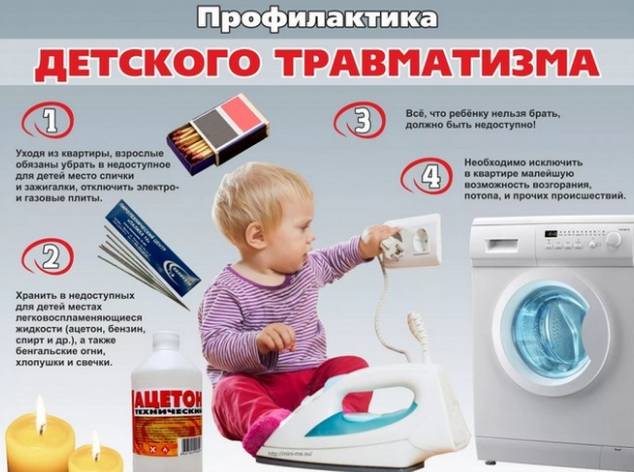 Профилактика
ДЕТСКОГО ТРАВМАТИЗМА
1
Уходя из квартиры, взрослые
обязаны убрать в недоступное
для детей место спички
и зажигалки, отключить электро-
и газовые плиты.
2
Хранить в недоступных
для детей местах
легковоспламеняющиеся
жидкости (ацетон, бензин,
спирт и др.), а также
бенгальские огни,
хлопушки и свечки.
3
Всё, что ребёнку нельзя брать,
должно быть недоступно!
4
Необходимо исключить
в квартире малейшую
возможность возгорания,
потопа, и прочих происшествий.
АЦЕТОН
ТЕХНИЧЕСКИЙ